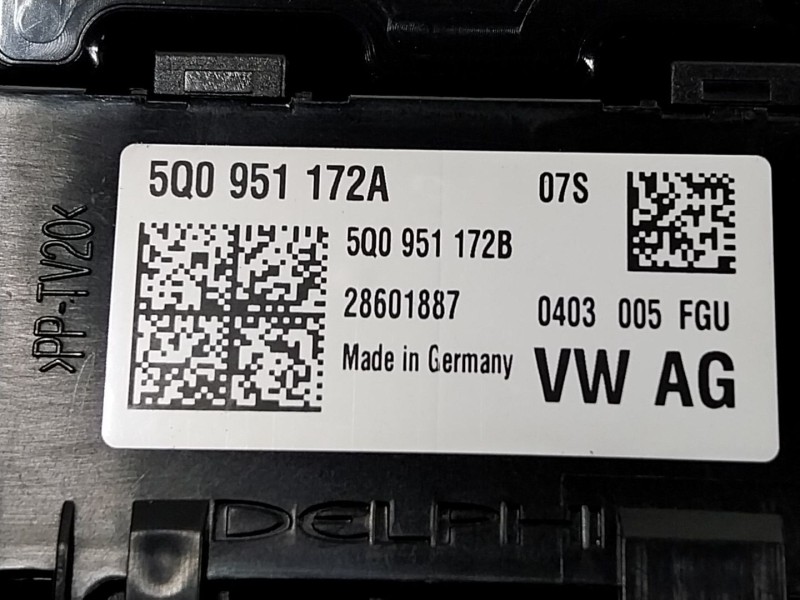 5Q0 951 172A 07S
5Q0 951 172B
28601887 0403 005 FGU
Made in Germany VW AG
>PP-TV20<
DELPHI